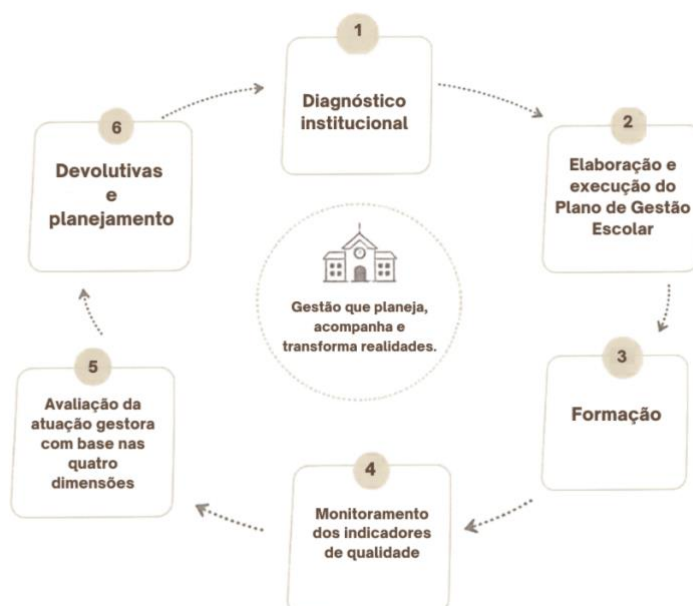 1
Diagnóstico
institucional
2
Elaboração e
execução do
Plano de Gestão
Escolar
3
Formação
4
Monitoramento
dos indicadores
de qualidade
5
Avaliação da
atuação gestora
com base nas
quatro
dimensões
6
Devolutivas
e
planejamento
Gestão que planeja,
acompanha e
transforma realidades.